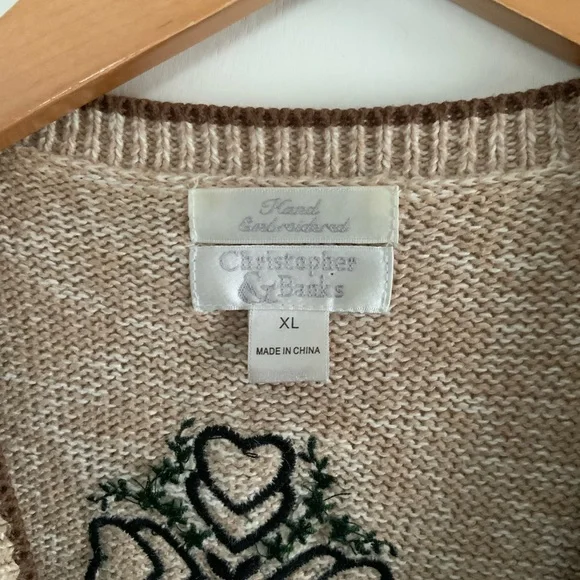 Hand
Embroidered
Christopher
& Banks
XL
MADE IN CHINA